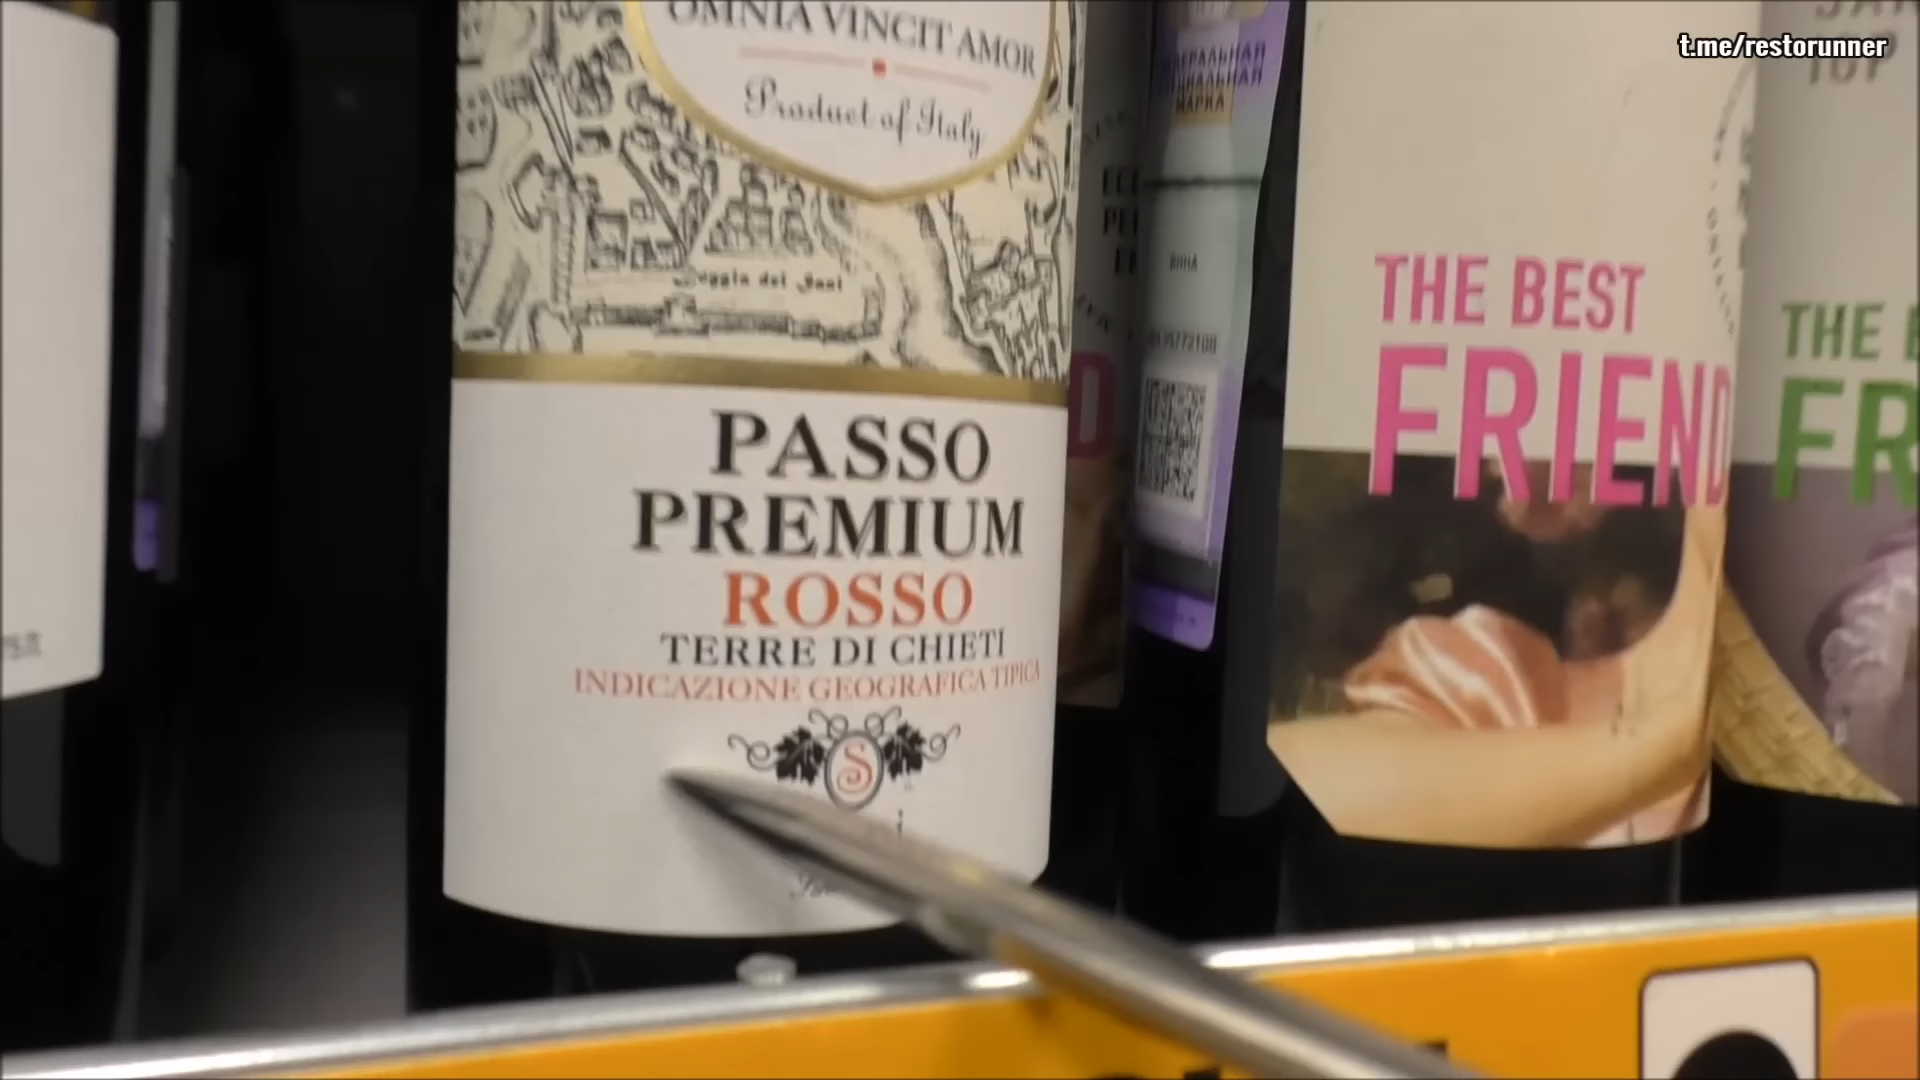 t.me/restorunner
OMNIA VINCIT AMOR
Product of Italy
PASSO
PREMIUM
ROSSO
TERRE DI CHIETI
INDICAZIONE GEOGRAFICA TIPICA
S
МАРКА
THE BEST
FRIEND
THE
FR